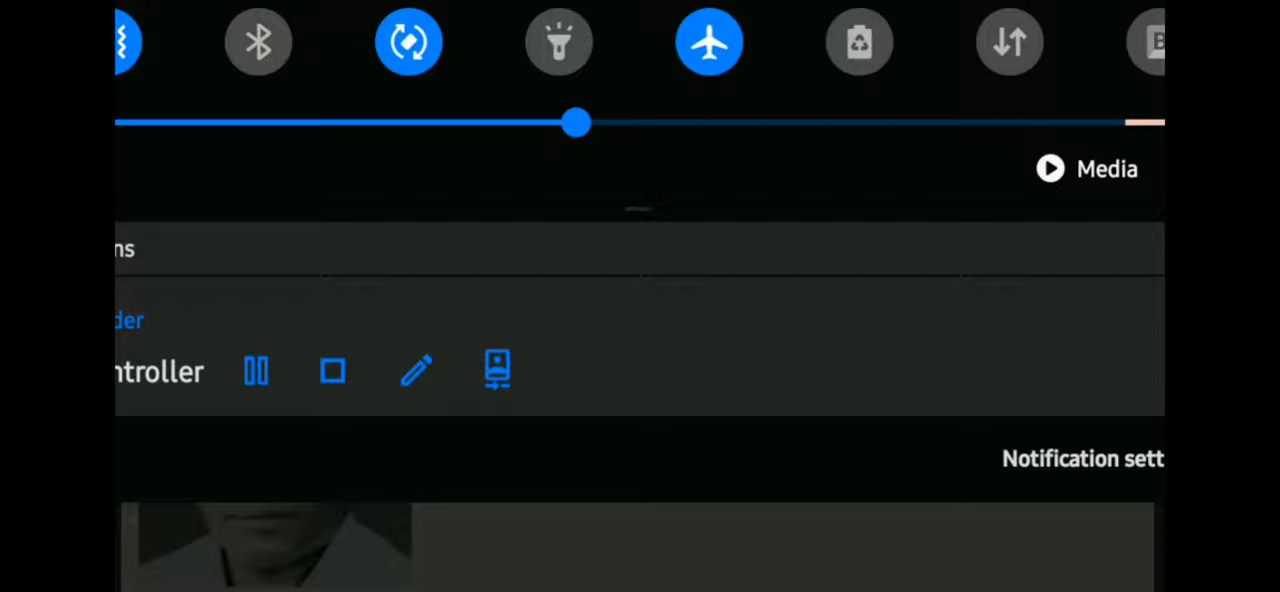 B
Media
ns
der
ntroller
Notification sett